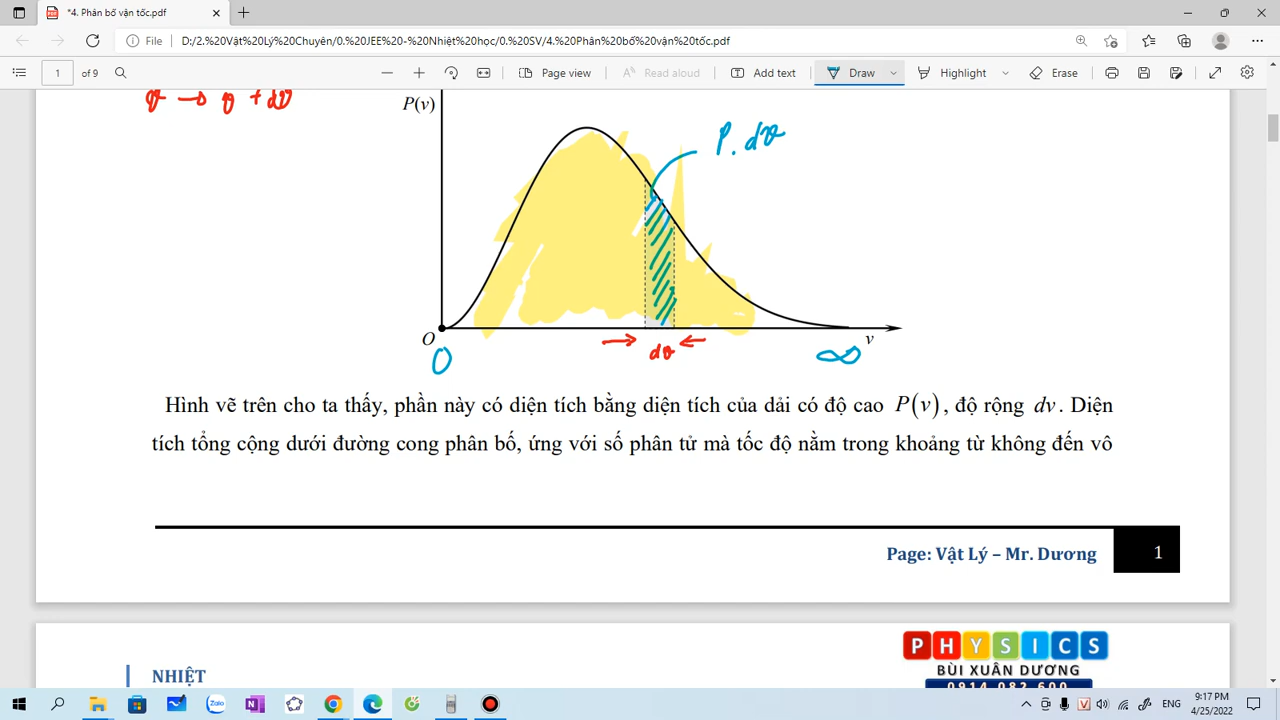 *4. Phân bố vận tốc.pdf
File D:/2.%20Vật%20Lý%20Chuyên/0.%20JEE%20-%20Nhiệt%20học/0.%20SV/4.%20Phân%20bố%20vận%20tốc.pdf
1 of 9 Page view Read aloud Add text Draw Highlight Erase
v → v + dv
P(v)
P.dv
O v
0 dv ∞
Hình vẽ trên cho ta thấy, phần này có diện tích bằng diện tích của dải có độ cao P(v), độ rộng dv. Diện
tích tổng cộng dưới đường cong phân bố, ứng với số phân tử mà tốc độ nằm trong khoảng từ không đến vô
Page: Vật Lý – Mr. Dương 1
PHYSICS
NHIỆT
BÙI XUÂN DƯƠNG
0914 082 600
Zalo N V ENG
9:17 PM
4/25/2022